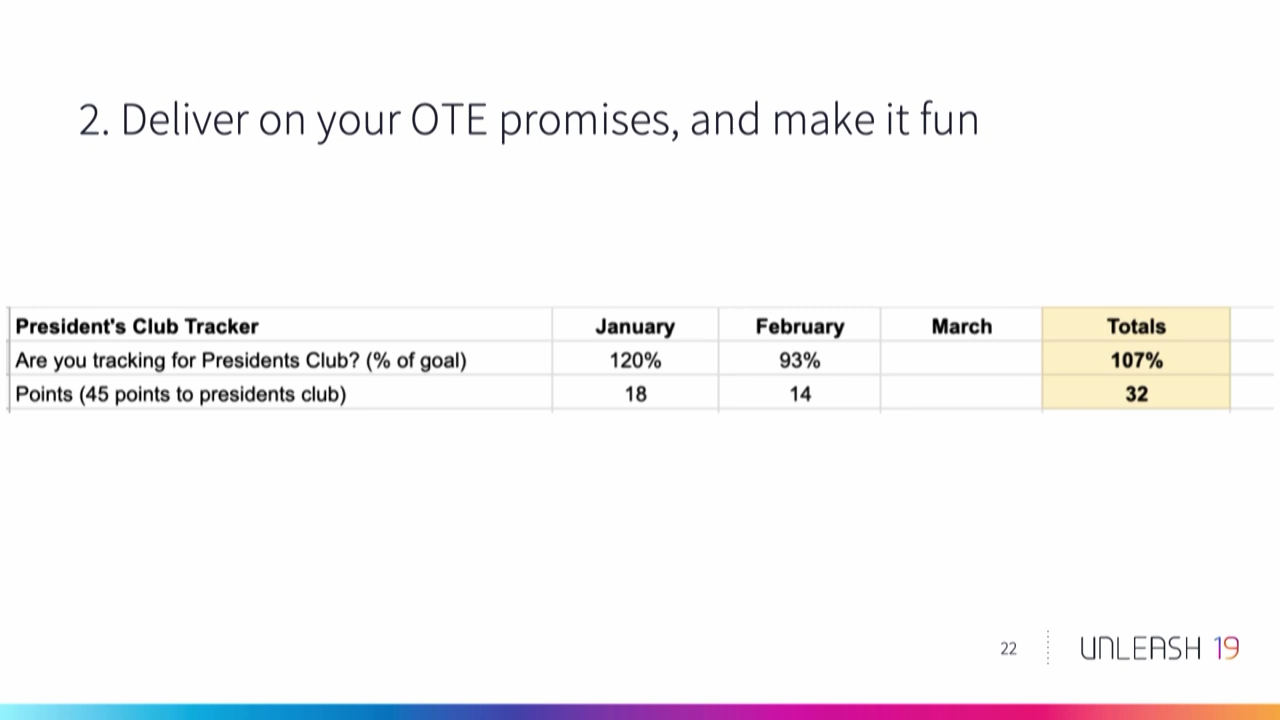 2. Deliver on your OTE promises, and make it fun
President's Club Tracker January February March Totals
Are you tracking for Presidents Club? (% of goal) 120% 93% 107%
Points (45 points to presidents club) 18 14 32
22 UNLEASH 19